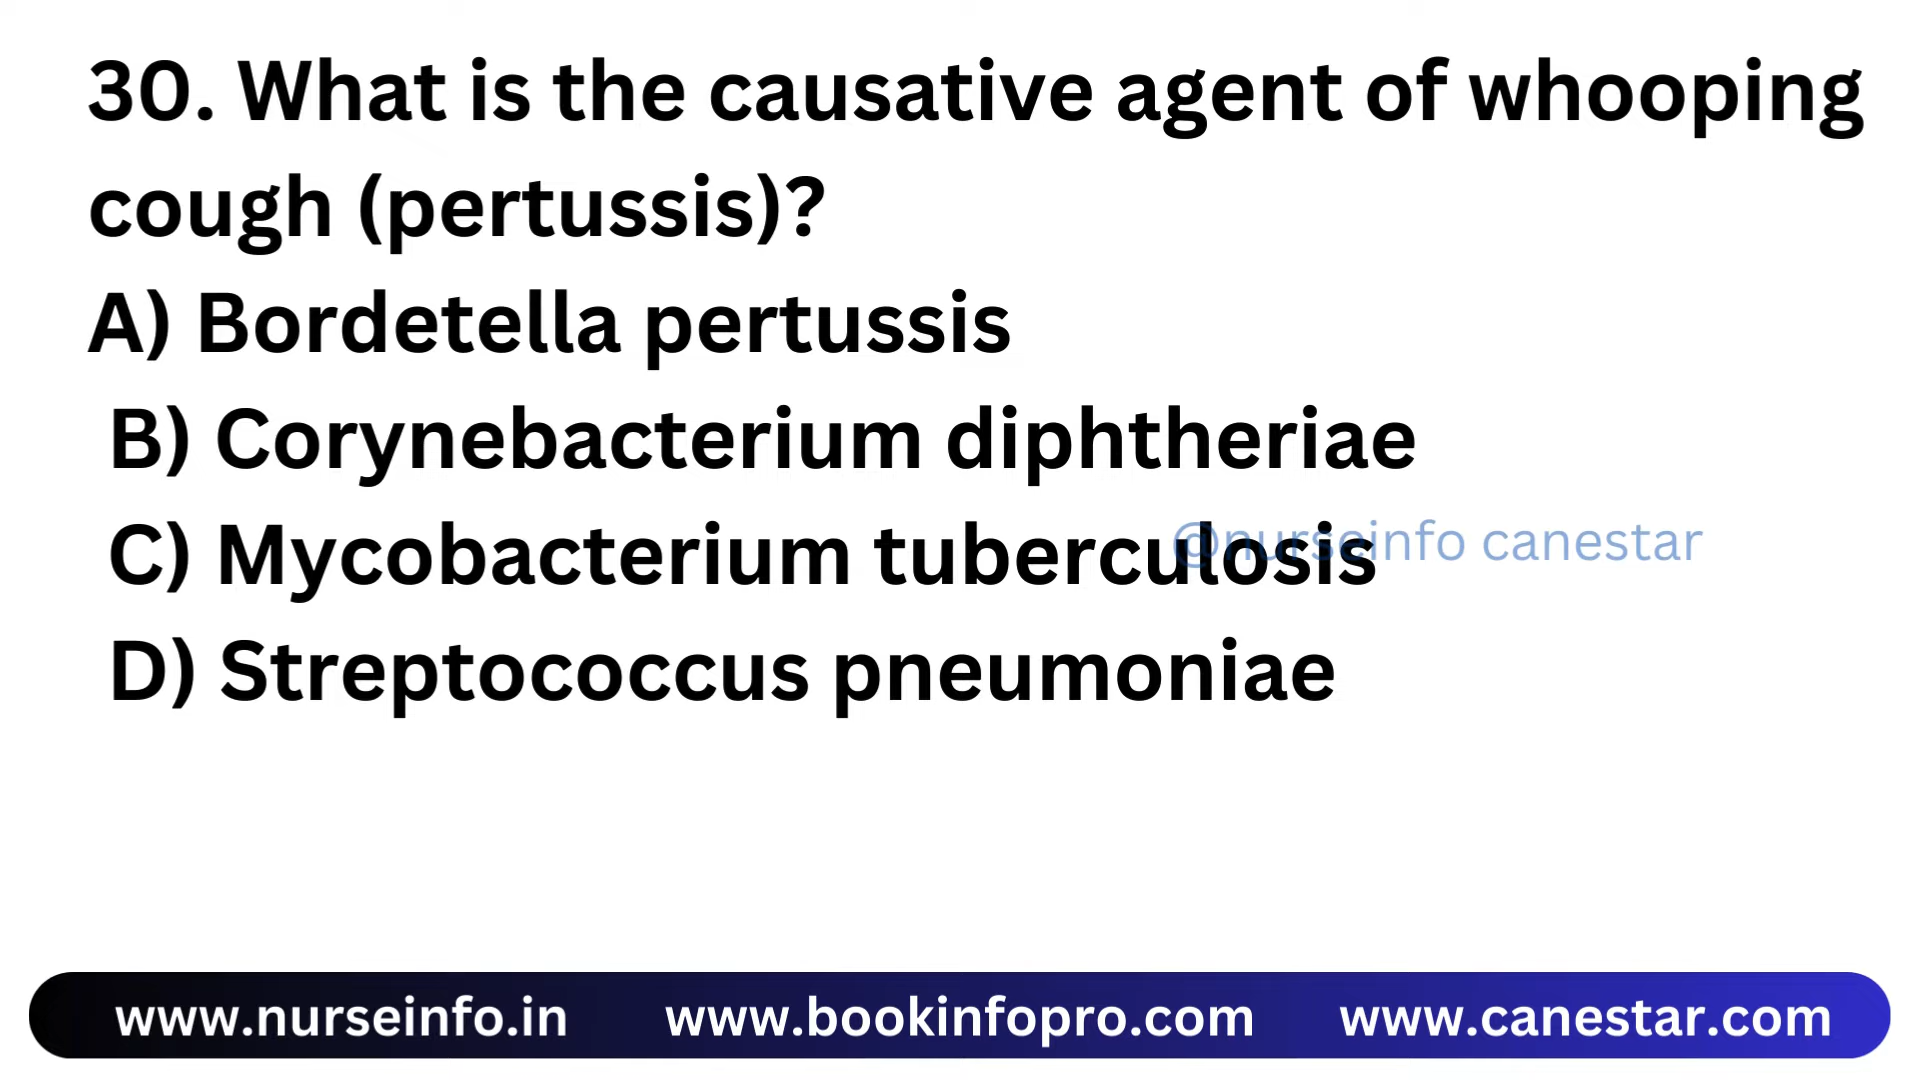 30. What is the causative agent of whooping
cough (pertussis)?
A) Bordetella pertussis
B) Corynebacterium diphtheriae
C) Mycobacterium tuberculosis
@nurseinfo canestar
D) Streptococcus pneumoniae
www.nurseinfo.in www.bookinfopro.com www.canestar.com